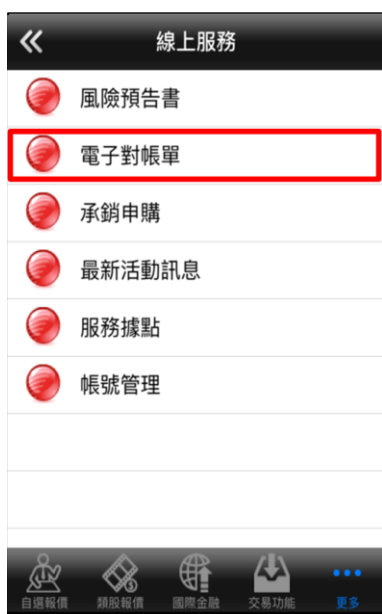 線上服務
風險預告書
電子對帳單
承銷申購
最新活動訊息
服務據點
帳號管理
自選報價 類股報價 國際金融 交易功能 更多